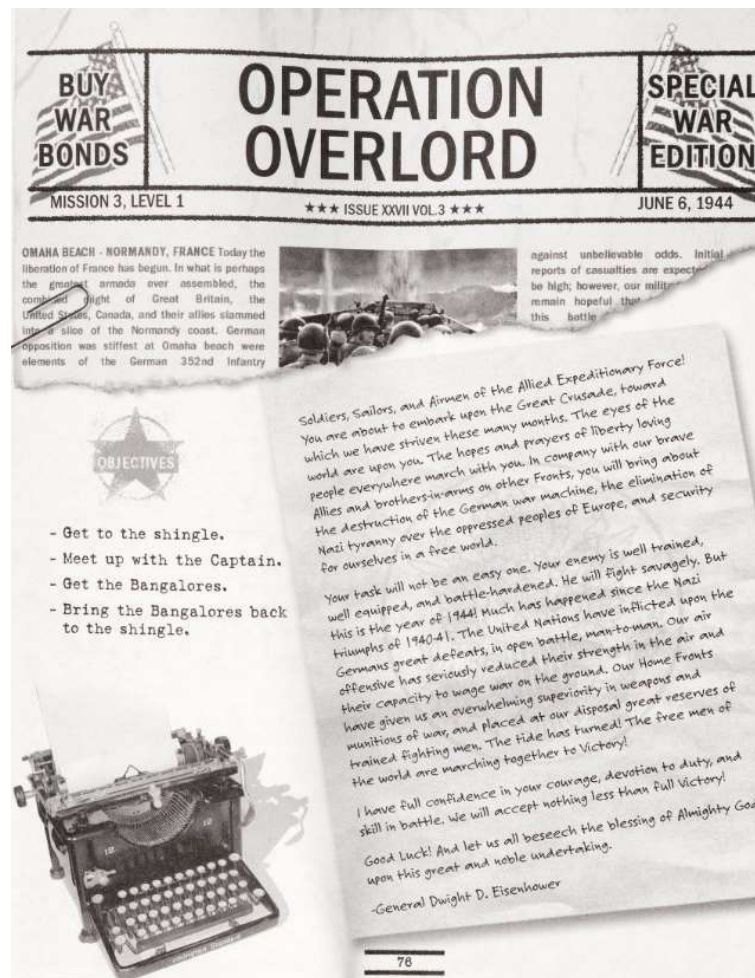 BUY
WAR
BONDS
OPERATION
OVERLORD
SPECIAL
WAR
EDITION
MISSION 3, LEVEL 1
★★★ ISSUE XXVII VOL.3 ★★★
JUNE 6, 1944
OMAHA BEACH - NORMANDY, FRANCE Today the
liberation of France has begun. In what is perhaps
the greatest armada ever assembled, the
combined might of Great Britain, the
United States, Canada, and their allies slammed
into a slice of the Normandy coast. German
opposition was stiffest at Omaha beach were
elements of the German 352nd Infantry
against unbelievable odds. Initial
reports of casualties are expected
be high; however, our
remain hopeful that
this battle
OBJECTIVES
- Get to the shingle.
- Meet up with the Captain.
- Get the Bangalores.
- Bring the Bangalores back
to the shingle.
Soldiers, Sailors, and Airmen of the Allied Expeditionary Force!
You are about to embark upon the Great Crusade, toward
which we have striven these many months. The eyes of the
world are upon you. The hopes and prayers of liberty loving
people everywhere march with you. In company with our brave
Allies and brothers-in-arms on other Fronts, you will bring about
the destruction of the German war machine, the elimination of
Nazi tyranny over the oppressed peoples of Europe, and security
for ourselves in a free world.
Your task will not be an easy one. Your enemy is well trained,
well equipped, and battle-hardened. He will fight savagely. But
this is the year of 1944! Much has happened since the Nazi
triumphs of 1940-41. The United Nations have inflicted upon the
Germans great defeats, in open battle, man-to-man. Our air
offensive has seriously reduced their strength in the air and
their capacity to wage war on the ground. Our Home Fronts
have given us an overwhelming superiority in weapons and
munitions of war, and placed at our disposal great reserves of
trained fighting men. The tide has turned! The free men of
the world are marching together to Victory!
I have full confidence in your courage, devotion to duty, and
skill in battle. We will accept nothing less than full Victory!
Good Luck! And let us all beseech the blessing of Almighty God
upon this great and noble undertaking.
-General Dwight D. Eisenhower
12
12
76